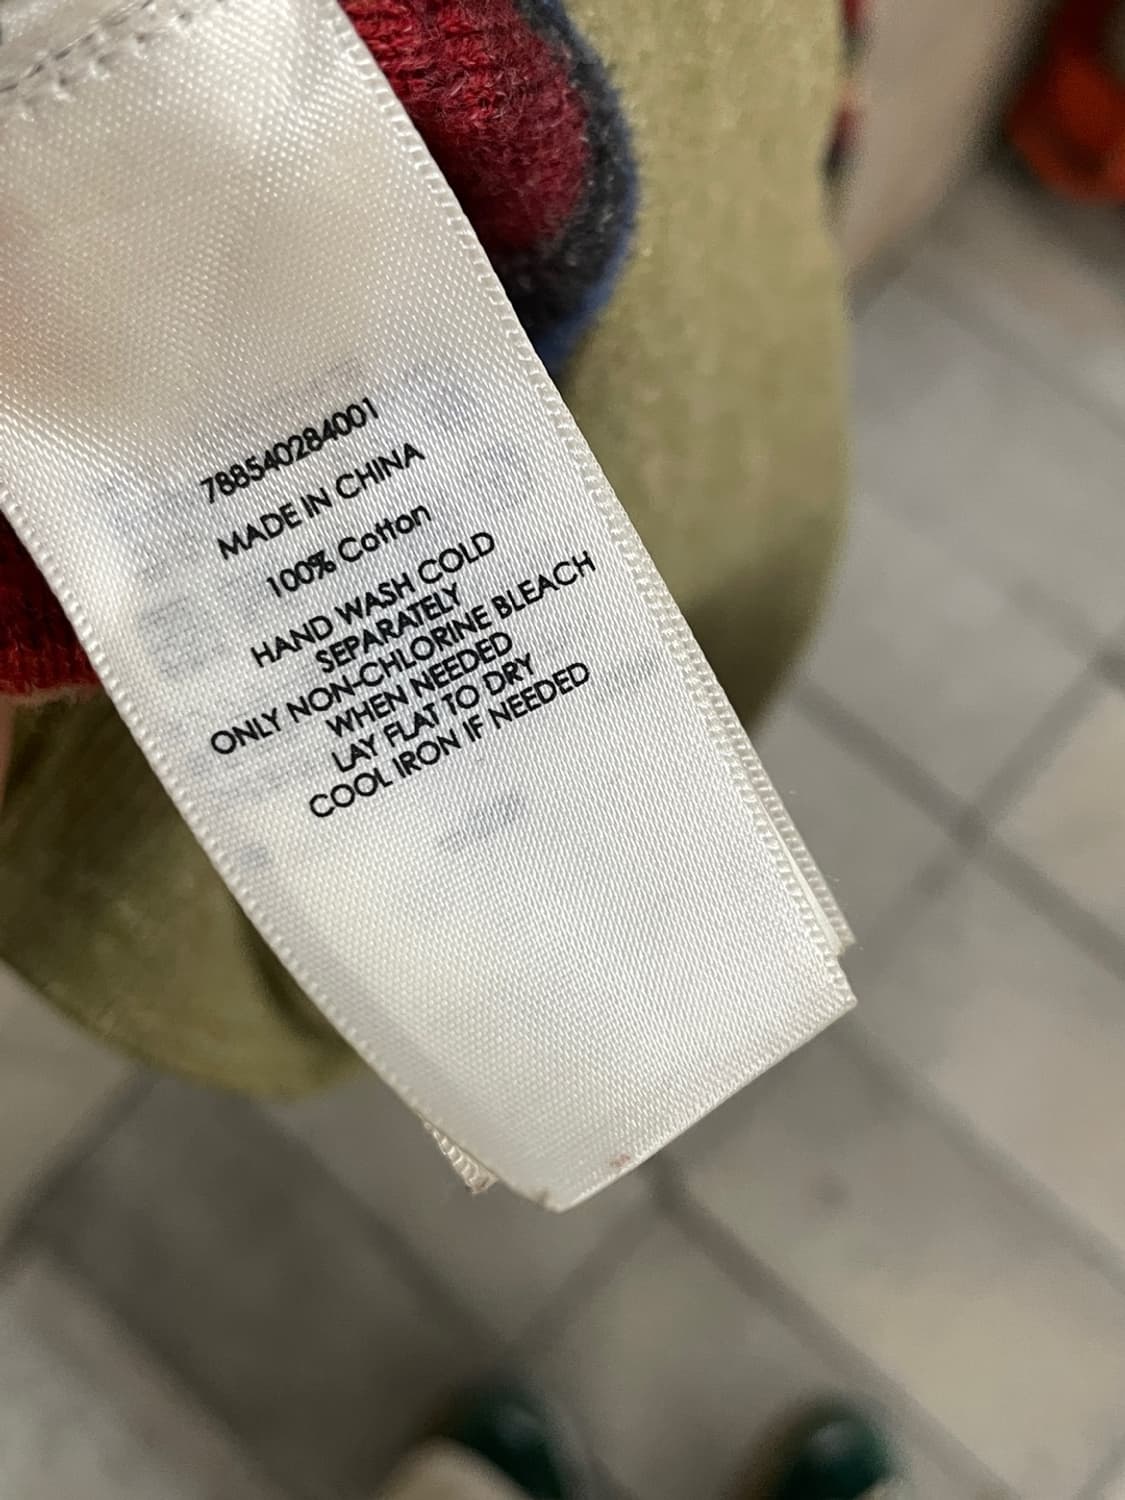 788540284001
MADE IN CHINA
100% Cotton
HAND WASH COLD
SEPARATELY
ONLY NON-CHLORINE BLEACH
WHEN NEEDED
LAY FLAT TO DRY
COOL IRON IF NEEDED